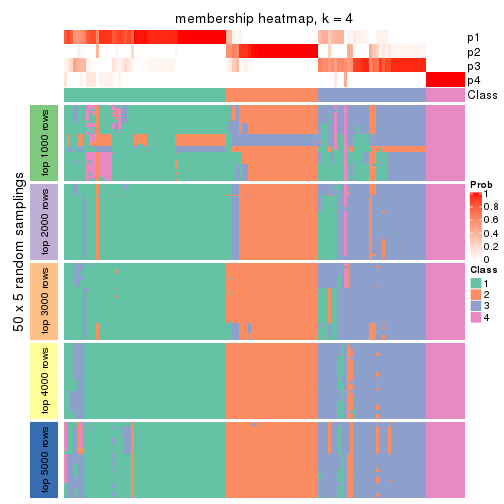 membership heatmap, k = 4
p1
p2
p3
p4
Class
50 x 5 random samplings
top 1000 rows
top 2000 rows
top 3000 rows
top 4000 rows
top 5000 rows
Prob
1
0.8
0.6
0.4
0.2
0
Class
1
2
3
4